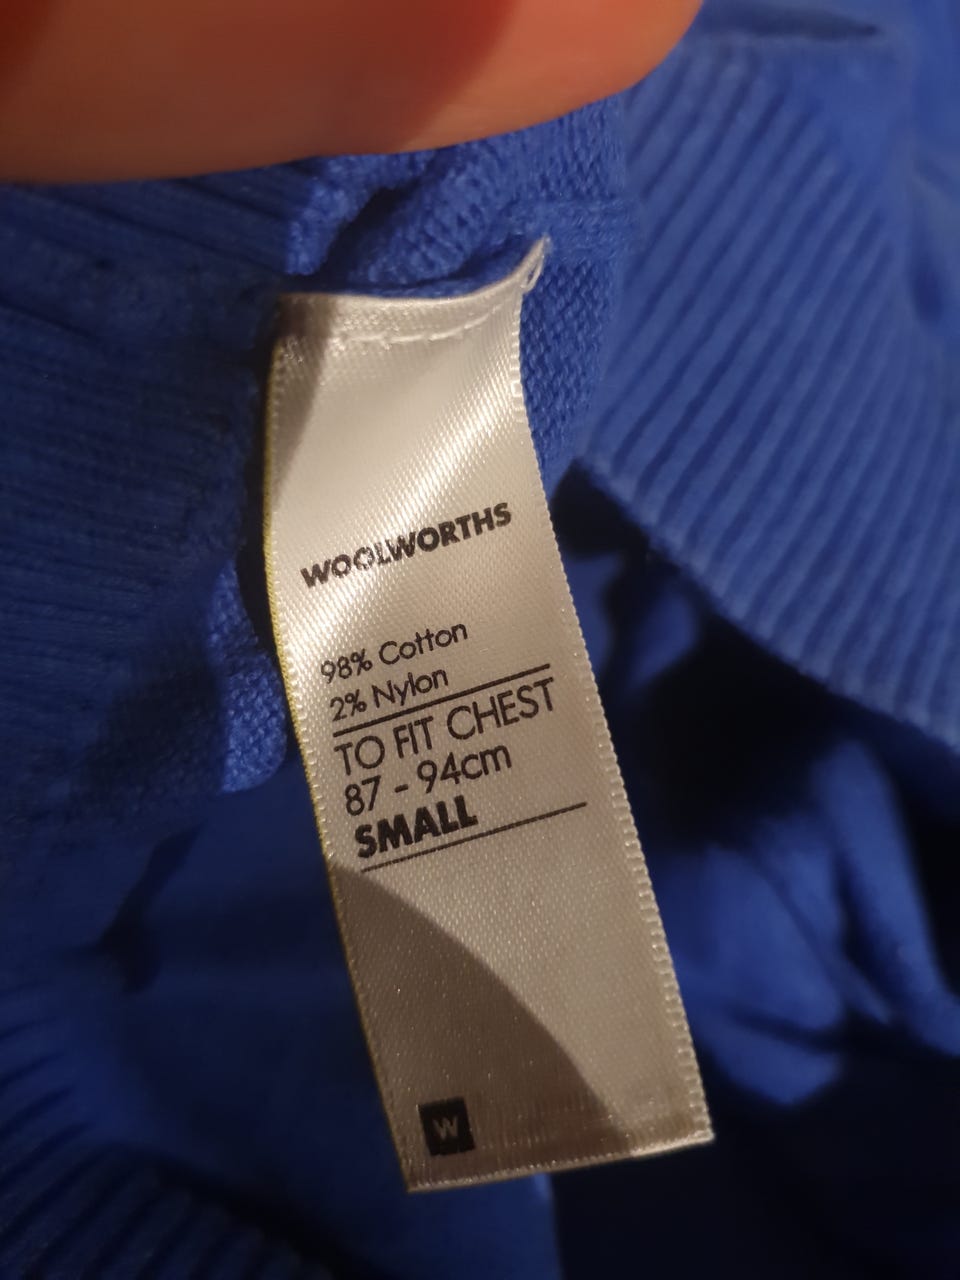 WOOLWORTHS
98% Cotton
2% Nylon
TO FIT CHEST
87 - 94cm
SMALL
W